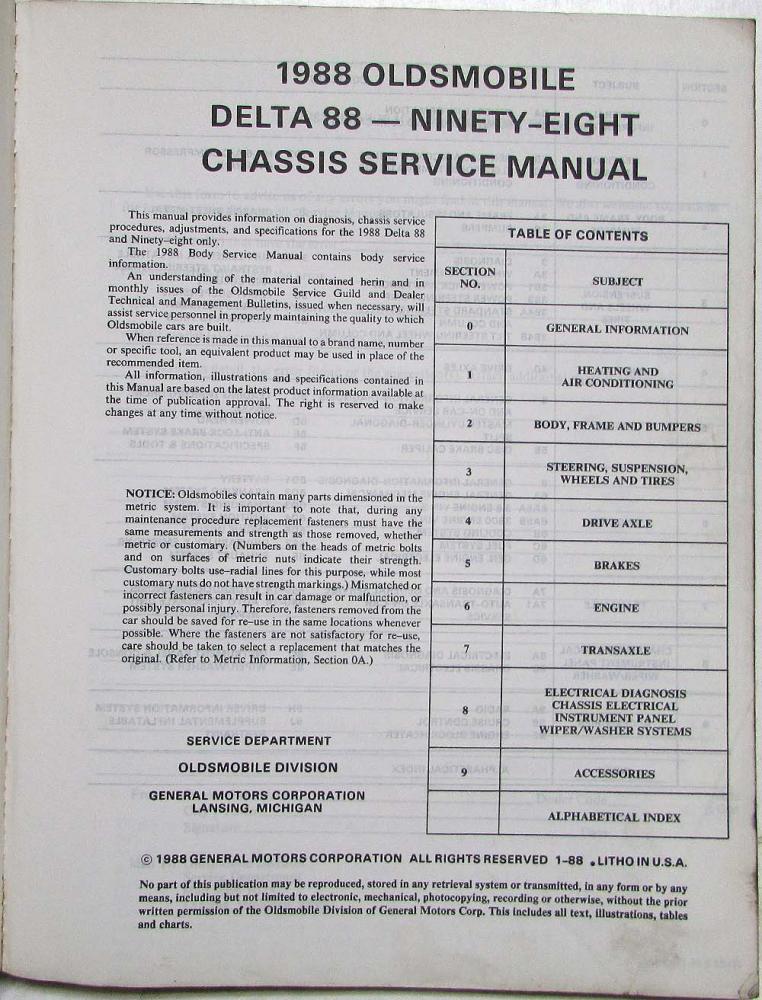 1988 OLDSMOBILE
DELTA 88 — NINETY-EIGHT
CHASSIS SERVICE MANUAL
This manual provides information on diagnosis, chassis service
procedures, adjustments, and specifications for the 1988 Delta 88
and Ninety-eight only.
The 1988 Body Service Manual contains body service
information.
An understanding of the material contained herin and in
monthly issues of the Oldsmobile Service Guild and Dealer
Technical and Management Bulletins, issued when necessary, will
assist service personnel in properly maintaining the quality to which
Oldsmobile cars are built.
When reference is made in this manual to a brand name, number
or specific tool, an equivalent product may be used in place of the
recommended item.
All information, illustrations and specifications contained in
this Manual are based on the latest product information available at
the time of publication approval. The right is reserved to make
changes at any time without notice.
NOTICE: Oldsmobiles contain many parts dimensioned in the
metric system. It is important to note that, during any
maintenance procedure replacement fasteners must have the
same measurements and strength as those removed, whether
metric or customary. (Numbers on the heads of metric bolts
and on surfaces of metric nuts indicate their strength.
Customary bolts use-radial lines for this purpose, while most
customary nuts do not have strength markings.) Mismatched or
incorrect fasteners can result in car damage or malfunction, or
possibly personal injury. Therefore, fasteners removed from the
car should be saved for re-use in the same locations whenever
possible. Where the fasteners are not satisfactory for re-use,
care should be taken to select a replacement that matches the
original. (Refer to Metric Information, Section 0A.)
SERVICE DEPARTMENT
OLDSMOBILE DIVISION
GENERAL MOTORS CORPORATION
LANSING, MICHIGAN
TABLE OF CONTENTS
SECTION
NO.
SUBJECT
0 GENERAL INFORMATION
1 HEATING AND
AIR CONDITIONING
2 BODY, FRAME AND BUMPERS
3 STEERING, SUSPENSION,
WHEELS AND TIRES
4 DRIVE AXLE
5 BRAKES
6 ENGINE
7 TRANSAXLE
8 ELECTRICAL DIAGNOSIS
CHASSIS ELECTRICAL
INSTRUMENT PANEL
WIPER/WASHER SYSTEMS
9 ACCESSORIES
ALPHABETICAL INDEX
© 1988 GENERAL MOTORS CORPORATION ALL RIGHTS RESERVED 1-88 • LITHO IN U.S.A.
No part of this publication may be reproduced, stored in any retrieval system or transmitted, in any form or by any
means, including but not limited to electronic, mechanical, photocopying, recording or otherwise, without the prior
written permission of the Oldsmobile Division of General Motors Corp. This includes all text, illustrations, tables
and charts.